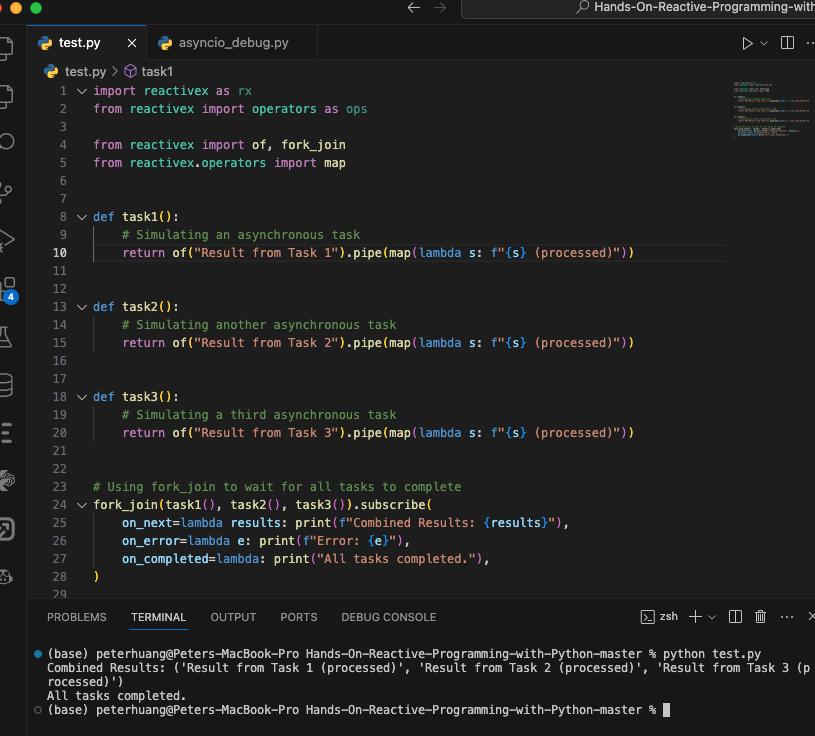 Hands-On-Reactive-Programming-with
test.py
asyncio_debug.py
test.py > task1
1 import reactivex as rx
2 from reactivex import operators as ops
3
4 from reactivex import of, fork_join
5 from reactivex.operators import map
6
7
8 def task1():
9 # Simulating an asynchronous task
10 return of("Result from Task 1").pipe(map(lambda s: f"{s} (processed)"))
11
12
13 def task2():
14 # Simulating another asynchronous task
15 return of("Result from Task 2").pipe(map(lambda s: f"{s} (processed)"))
16
17
18 def task3():
19 # Simulating a third asynchronous task
20 return of("Result from Task 3").pipe(map(lambda s: f"{s} (processed)"))
21
22
23 # Using fork_join to wait for all tasks to complete
24 fork_join(task1(), task2(), task3()).subscribe(
25 on_next=lambda results: print(f"Combined Results: {results}"),
26 on_error=lambda e: print(f"Error: {e}"),
27 on_completed=lambda: print("All tasks completed."),
28 )
29
4
PROBLEMS TERMINAL OUTPUT PORTS DEBUG CONSOLE zsh
(base) peterhuang@Peters-MacBook-Pro Hands-On-Reactive-Programming-with-Python-master % python test.py
Combined Results: ('Result from Task 1 (processed)', 'Result from Task 2 (processed)', 'Result from Task 3 (p
rocessed)')
All tasks completed.
(base) peterhuang@Peters-MacBook-Pro Hands-On-Reactive-Programming-with-Python-master %